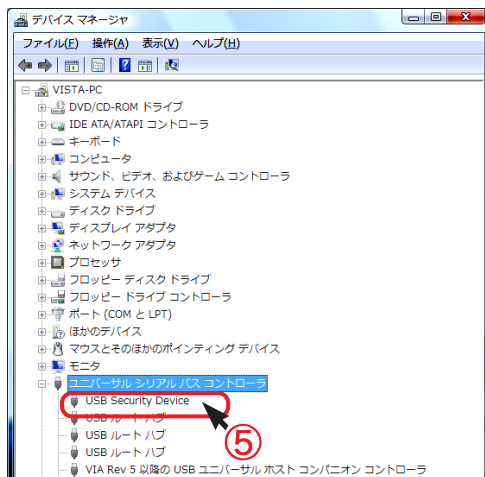 デバイス マネージャ
ファイル(F) 操作(A) 表示(V) ヘルプ(H)
VISTA-PC
DVD/CD-ROM ドライブ
IDE ATA/ATAPI コントローラ
キーボード
コンピュータ
サウンド、ビデオ、およびゲーム コントローラ
システム デバイス
ディスク ドライブ
ディスプレイ アダプタ
ネットワーク アダプタ
プロセッサ
フロッピー ディスク ドライブ
フロッピー ドライブ コントローラ
ポート (COM と LPT)
ほかのデバイス
マウスとそのほかのポインティング デバイス
モニタ
ユニバーサル シリアル バス コントローラ
USB Security Device
USB ルート ハブ
⑤
USB ルート ハブ
USB ルート ハブ
VIA Rev 5 以降の USB ユニバーサル ホスト コンパニオン コントローラ